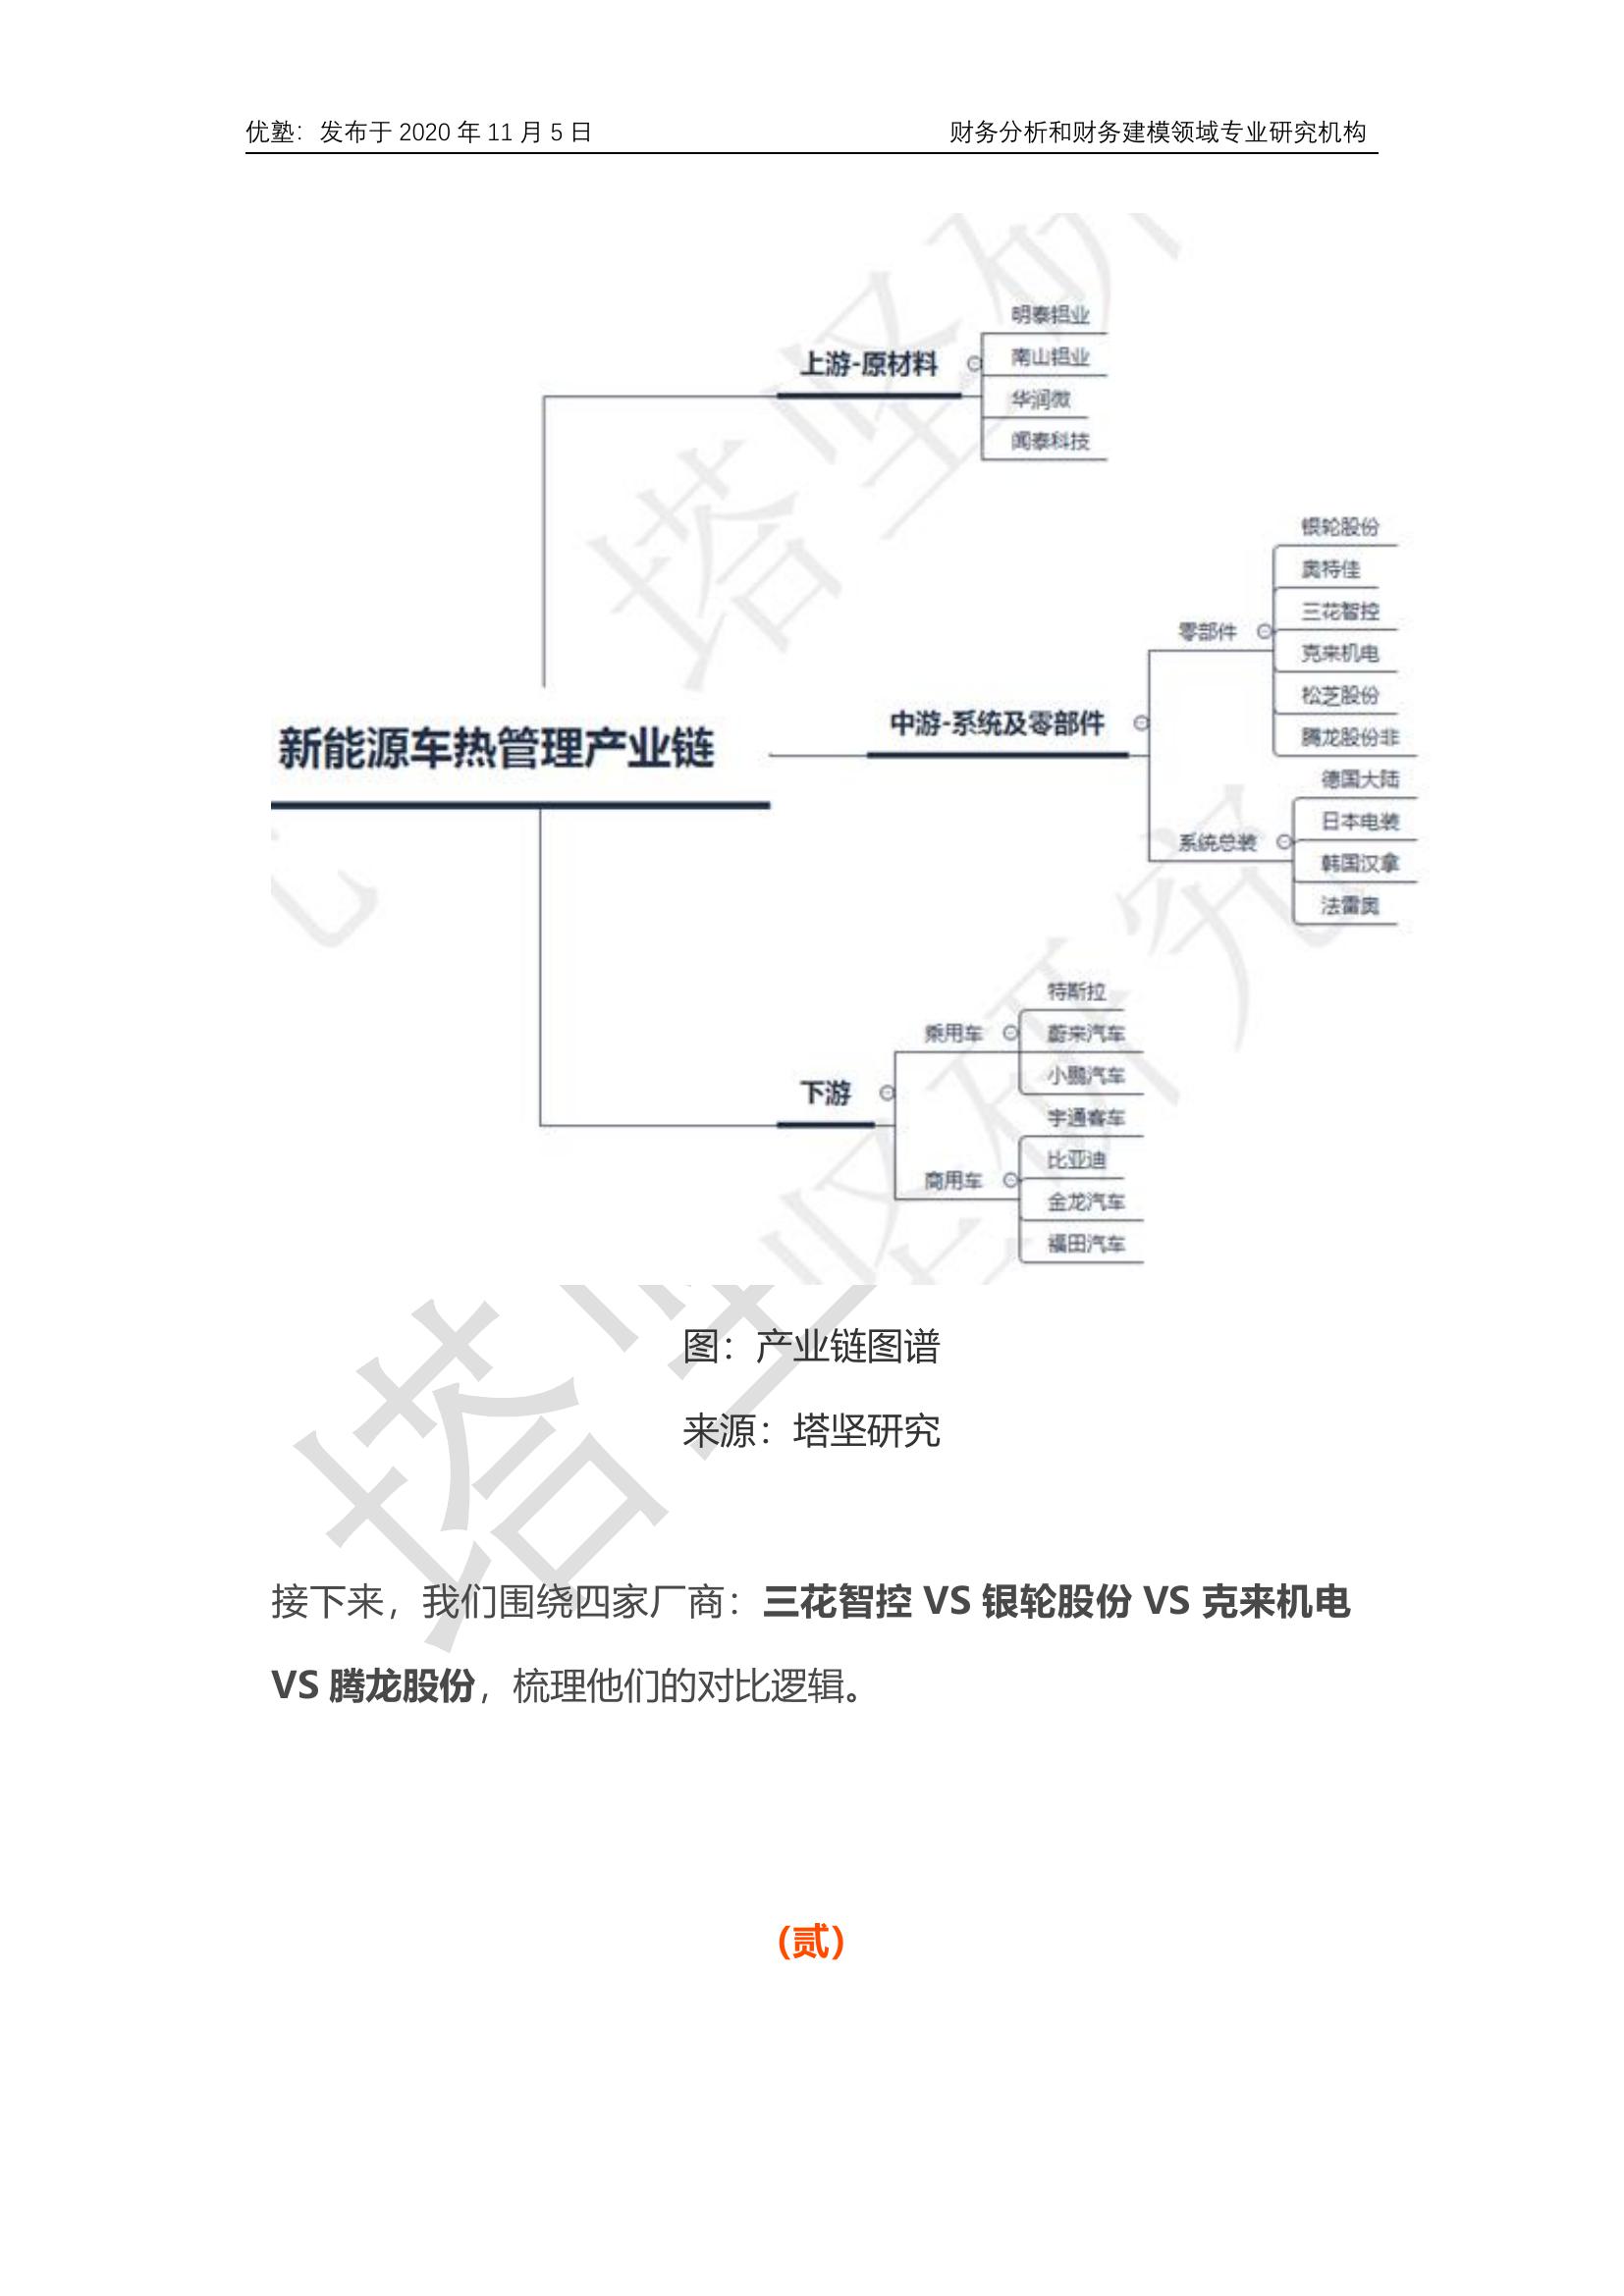 优塾：发布于 2020 年 11 月 5 日
财务分析和财务建模领域专业研究机构
新能源车热管理产业链
上游-原材料
明泰铝业
南山铝业
华润微
闻泰科技
中游-系统及零部件
零部件
银轮股份
奥特佳
三花智控
克来机电
松芝股份
腾龙股份非
系统总装
德国大陆
日本电装
韩国汉拿
法雷奥
下游
乘用车
特斯拉
蔚来汽车
小鹏汽车
商用车
宇通客车
比亚迪
金龙汽车
福田汽车
塔坚研究
塔坚研究
图：产业链图谱
来源：塔坚研究
接下来，我们围绕四家厂商：三花智控 VS 银轮股份 VS 克来机电
VS 腾龙股份，梳理他们的对比逻辑。
(贰)